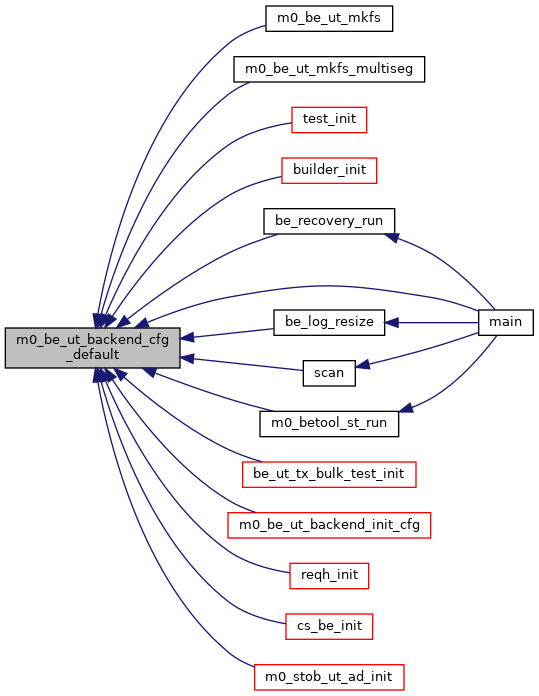 m0_be_ut_mkfs
m0_be_ut_mkfs_multiseg
test_init
builder_init
be_recovery_run
be_log_resize
main
m0_be_ut_backend_cfg
_default
scan
m0_betool_st_run
be_ut_tx_bulk_test_init
m0_be_ut_backend_init_cfg
reqh_init
cs_be_init
m0_stob_ut_ad_init